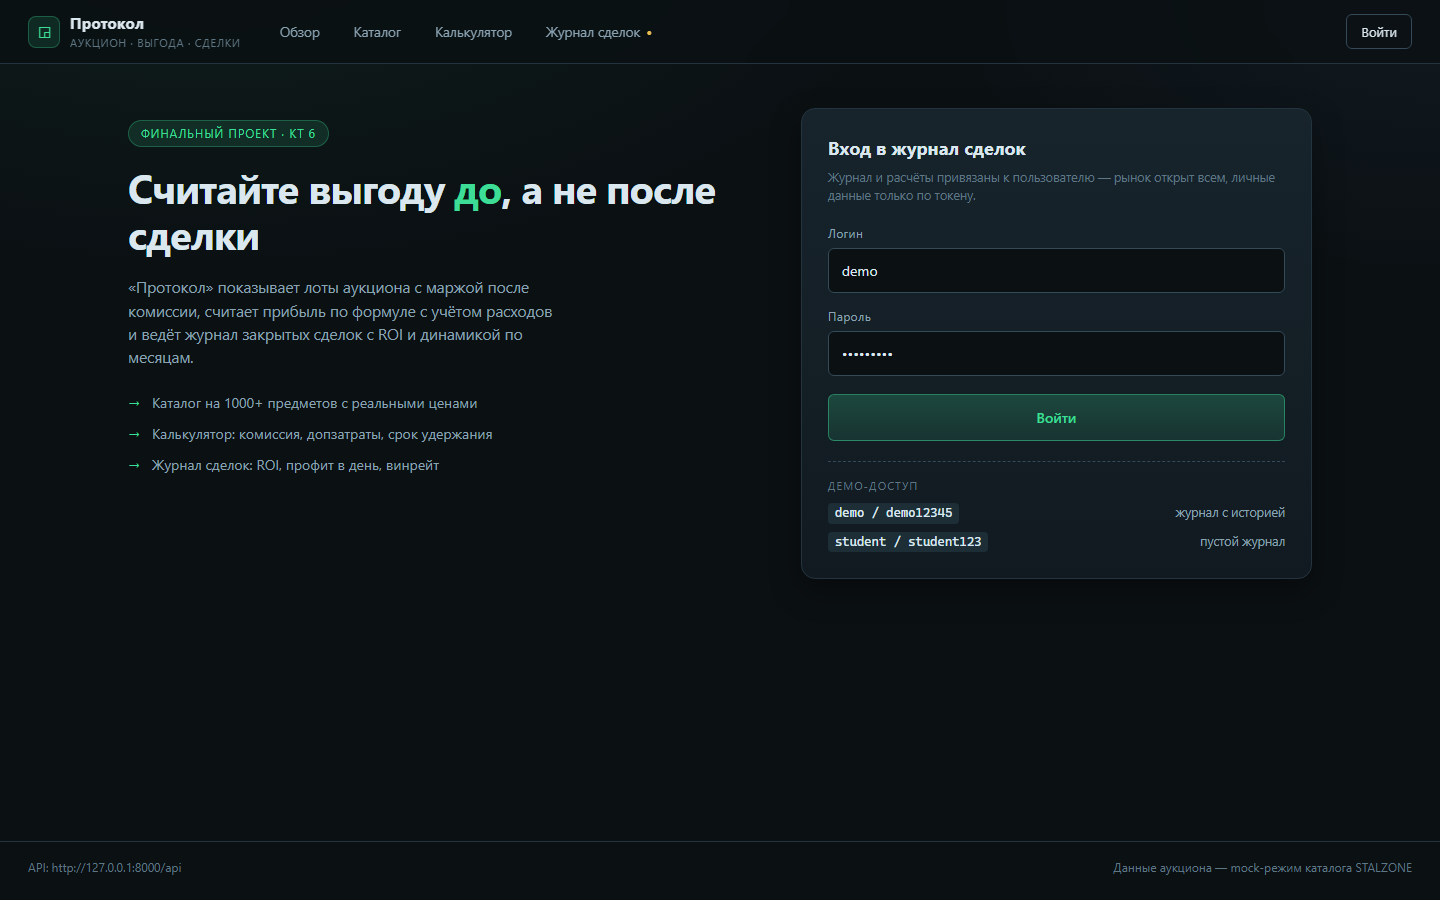 Протокол
АУКЦИОН · ВЫГОДА · СДЕЛКИ
Обзор
Каталог
Калькулятор
Журнал сделок
Войти
ФИНАЛЬНЫЙ ПРОЕКТ · КТ 6
Считайте выгоду до, а не после
сделки
«Протокол» показывает лоты аукциона с маржой после
комиссии, считает прибыль по формуле с учётом расходов
и ведёт журнал закрытых сделок с ROI и динамикой по
месяцам.
→ Каталог на 1000+ предметов с реальными ценами
→ Калькулятор: комиссия, допзатраты, срок удержания
→ Журнал сделок: ROI, профит в день, винрейт
Вход в журнал сделок
Журнал и расчёты привязаны к пользователю — рынок открыт всем, личные
данные только по токену.
Логин
demo
Пароль
•••••••••
Войти
ДЕМО-ДОСТУП
demo / demo12345
журнал с историей
student / student123
пустой журнал
API: http://127.0.0.1:8000/api
Данные аукциона — mock-режим каталога STALZONE